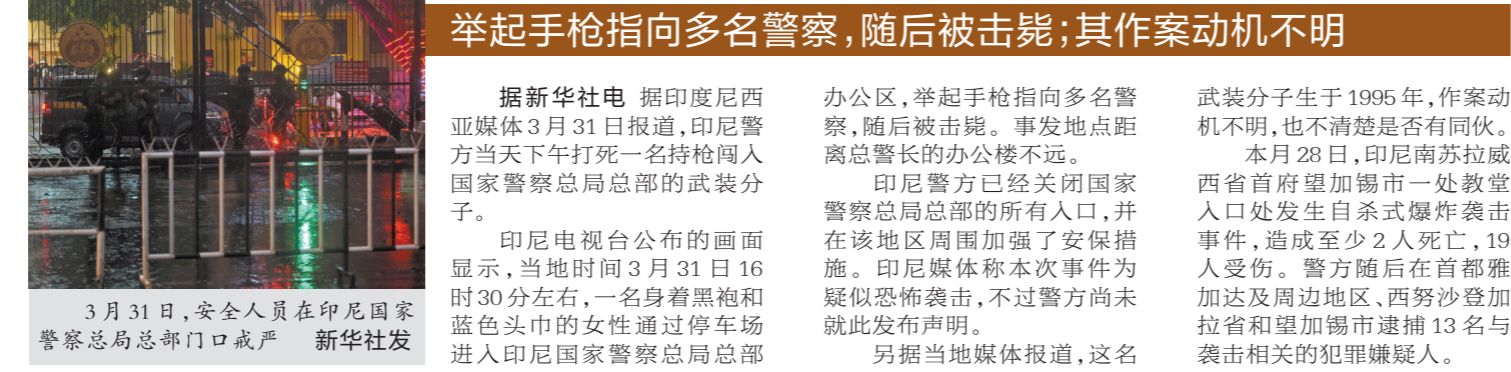 举起手枪指向多名警察,随后被击毙;其作案动机不明
3月31日,安全人员在印尼国家
警察总局总部门口戒严 新华社发
据新华社电 据印度尼西
亚媒体3月31日报道,印尼警
方当天下午打死一名持枪闯入
国家警察总局总部的武装分
子。
印尼电视台公布的画面
显示,当地时间3月31日16
时30分左右,一名身着黑袍和
蓝色头巾的女性通过停车场
进入印尼国家警察总局总部
办公区,举起手枪指向多名警
察,随后被击毙。事发地点距
离总警长的办公楼不远。
印尼警方已经关闭国家
警察总局总部的所有入口,并
在该地区周围加强了安保措
施。印尼媒体称本次事件为
疑似恐怖袭击,不过警方尚未
就此发布声明。
另据当地媒体报道,这名
武装分子生于1995年,作案动
机不明,也不清楚是否有同伙。
本月28日,印尼南苏拉威
西省首府望加锡市一处教堂
入口处发生自杀式爆炸袭击
事件,造成至少2人死亡,19
人受伤。警方随后在首都雅
加达及周边地区、西努沙登加
拉省和望加锡市逮捕13名与
袭击相关的犯罪嫌疑人。